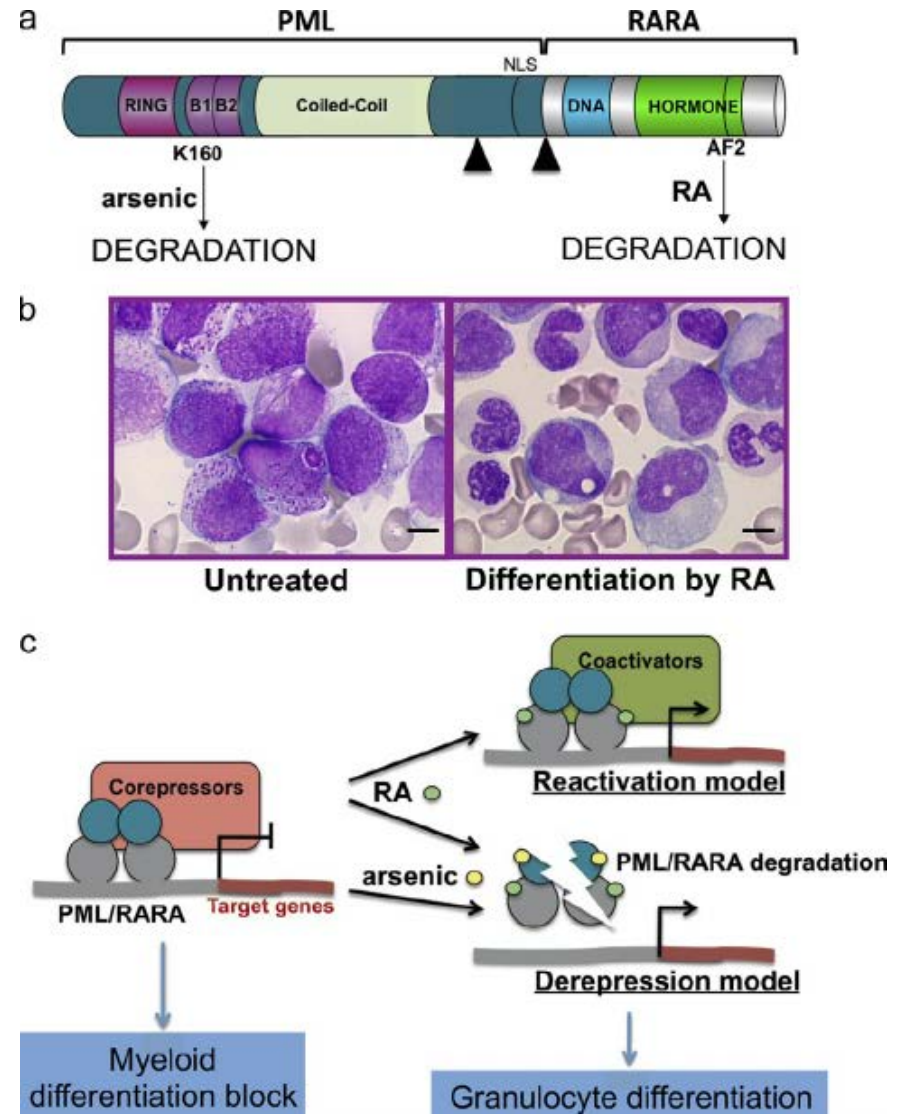 a
PML
RARA
NLS
RING
B1
B2
Coiled-Coil
DNA
HORMONE
K160
AF2
arsenic
RA
DEGRADATION
DEGRADATION
b
Untreated
Differentiation by RA
c
Coactivators
Corepressors
Reactivation model
RA
arsenic
PML/RARA degradation
Target genes
PML/RARA
Derepression model
Myeloid
differentiation block
Granulocyte differentiation